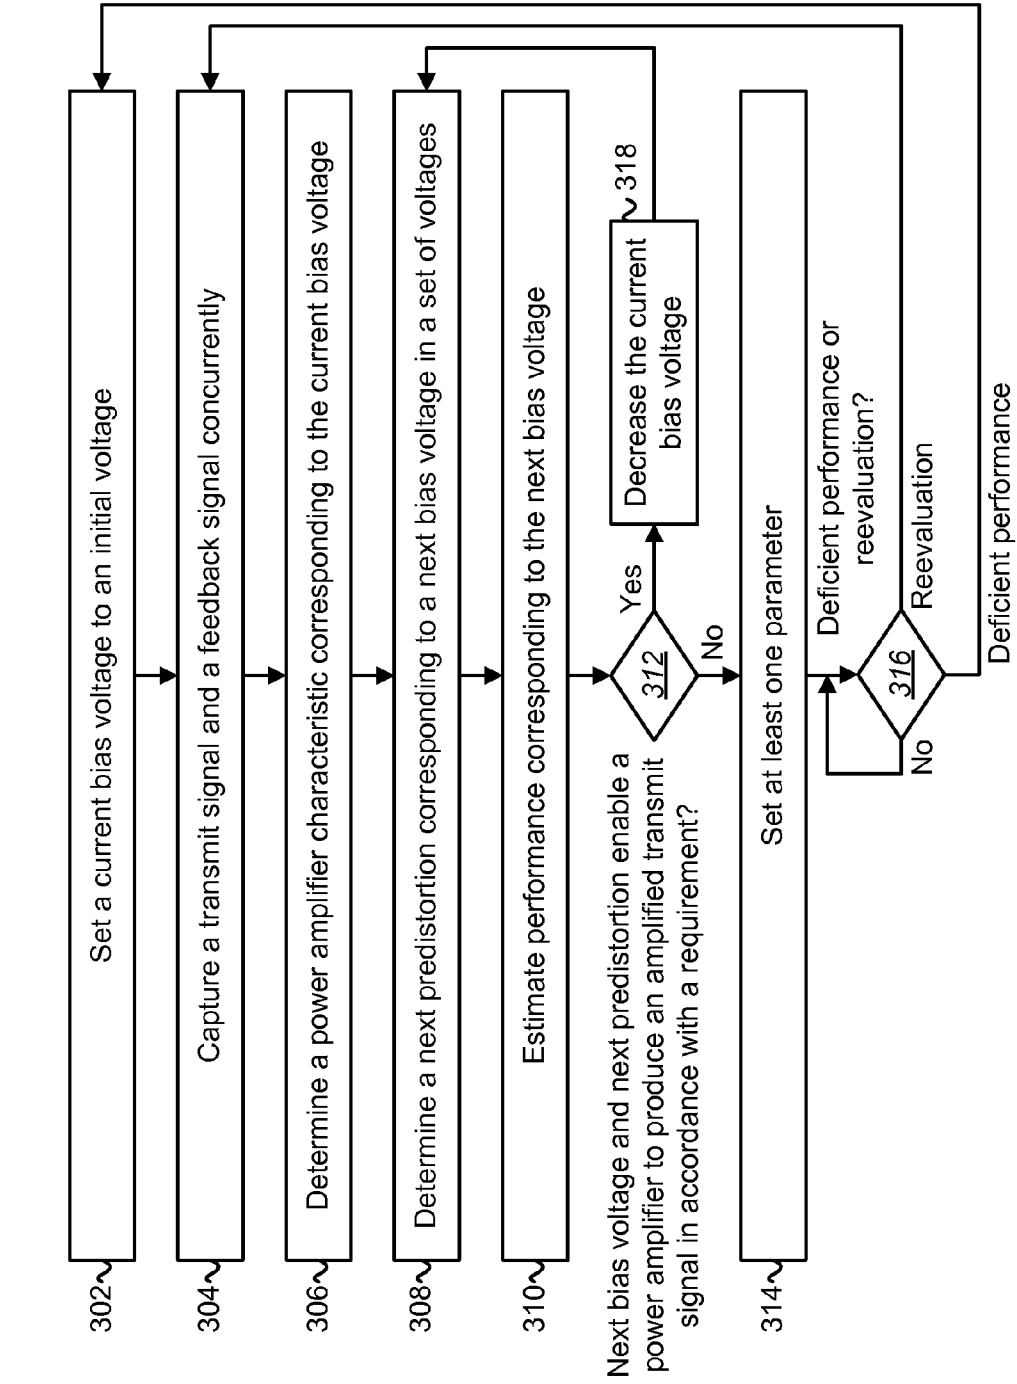 302
Set a current bias voltage to an initial voltage
304
Capture a transmit signal and a feedback signal concurrently
306
Determine a power amplifier characteristic corresponding to the current bias voltage
308
Determine a next predistortion corresponding to a next bias voltage in a set of voltages
310
Estimate performance corresponding to the next bias voltage
Next bias voltage and next predistortion enable a
power amplifier to produce an amplified transmit
signal in accordance with a requirement?
312
Yes
No
Decrease the current
bias voltage
318
314
Set at least one parameter
Deficient performance or
reevaluation?
316
No
Reevaluation
Deficient performance